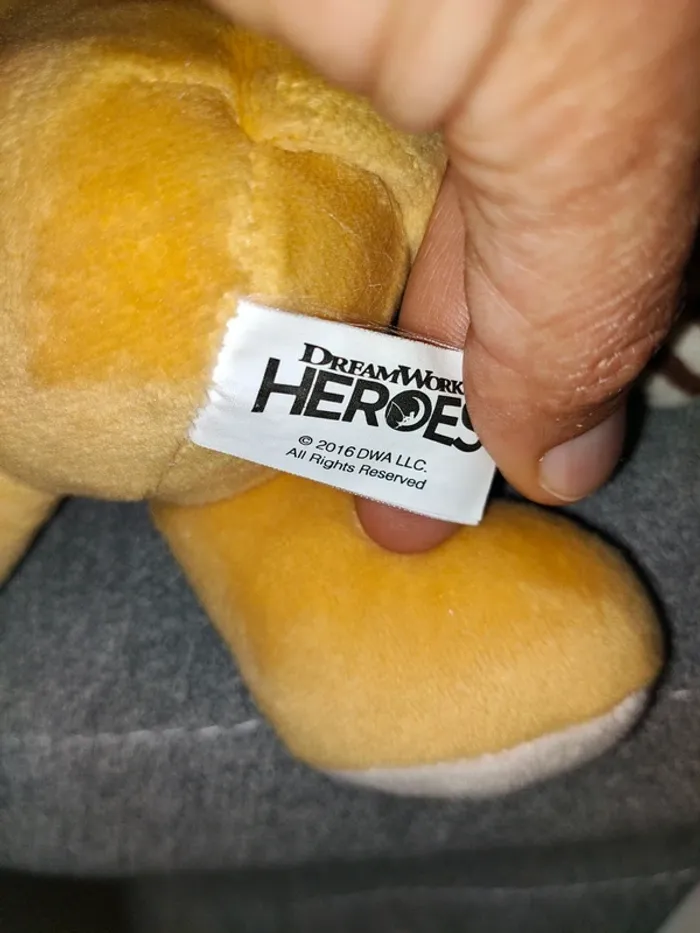 DREAMWORK
HEROES
© 2016 DWA LLC.
All Rights Reserved